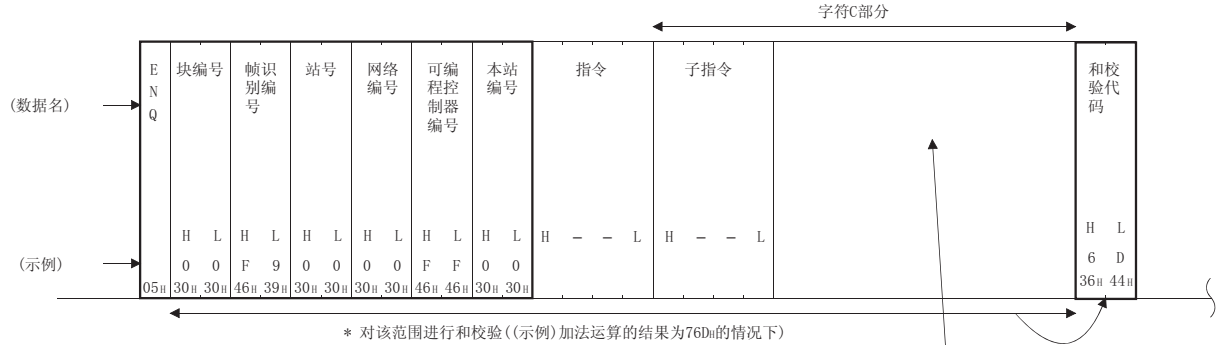 字符C部分
E
N
Q
块编号
帧识
别编
号
站号
网络
编号
可编
程控
制器
编号
本站
编号
指令
子指令
和校
验代
码
(数据名)
H L H L H L H L H L H L H - - L H - - L H L
(示例)
0 0 F 9 0 0 0 0 F F 0 0 6 D
05H 30H 30H 46H 39H 30H 30H 30H 30H 46H 46H 30H 30H 36H 44H
* 对该范围进行和校验((示例)加法运算的结果为76DH的情况下)